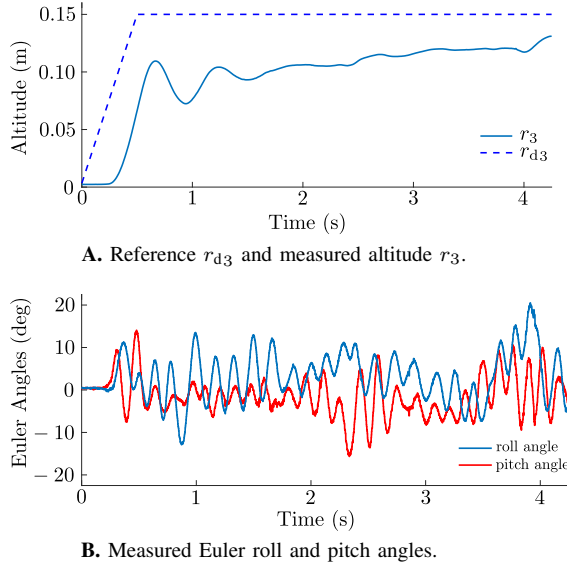 0.15
0.10
0.05
0
Altitude (m)
r₃
r_d3
0 1 2 3 4
Time (s)
A. Reference r_d3 and measured altitude r₃.
20
10
0
− 10
− 20
Euler Angles (deg)
roll angle
pitch angle
0 1 2 3 4
Time (s)
B. Measured Euler roll and pitch angles.